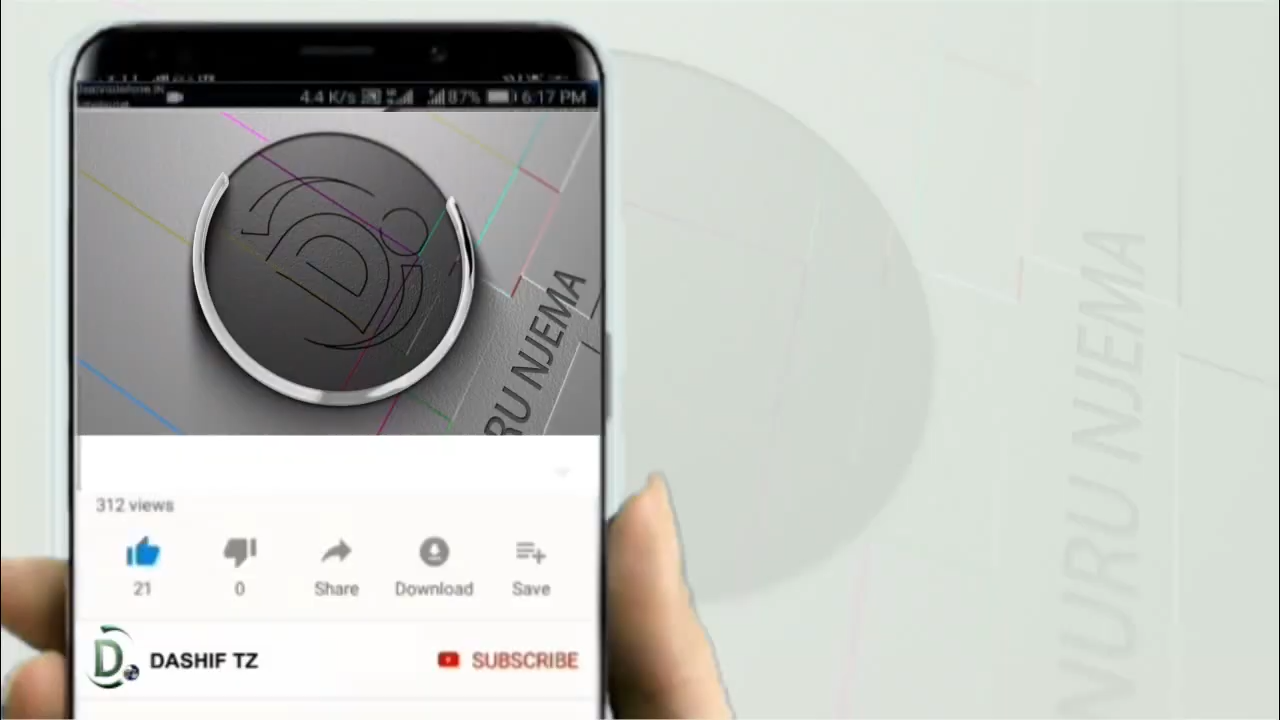 4.4 K/s 87% 6:17 PM
RU NJEMA
312 views
21
0
Share
Download
Save
D
DASHIF TZ
SUBSCRIBE
NURU NJEMA